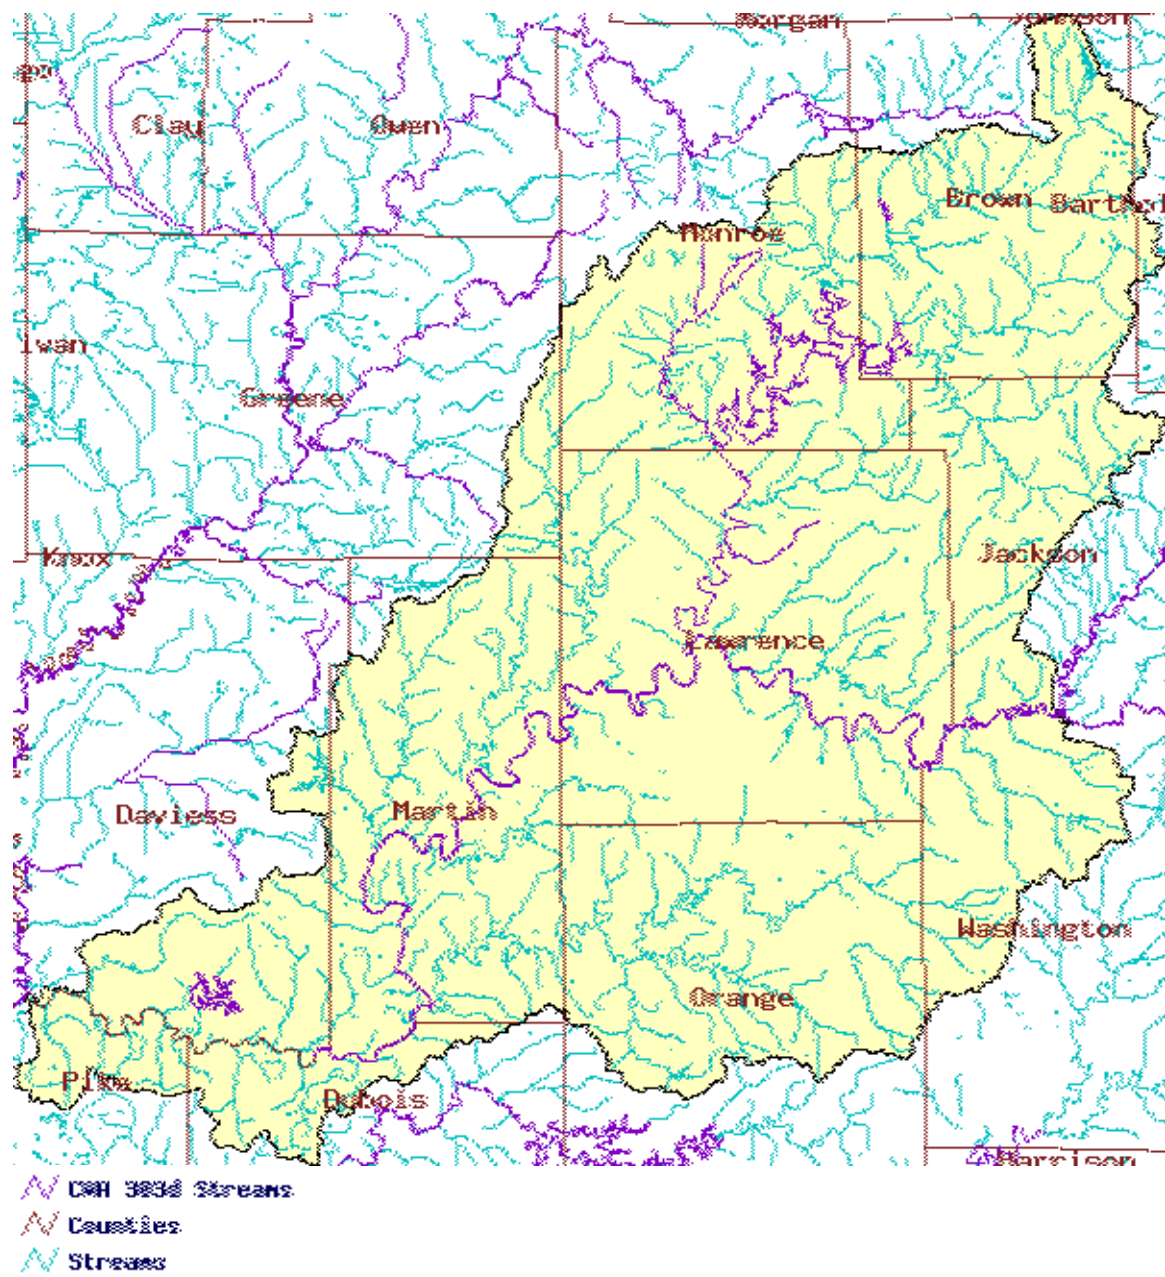 Morgan
Johnson
Clay
Owen
Brown
Monroe
Greene
Knox
Jackson
Lawrence
Daviess
Martin
Washington
Orange
Pike
Dubois
Harrison
CWA 303d Streams
Counties
Streams